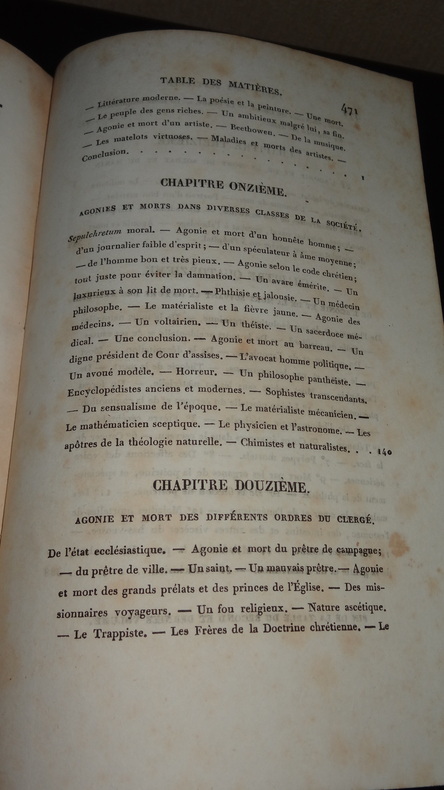 TABLE DES MATIÈRES. 471
— Littérature moderne. — La poésie et la peinture. — Une mort.
— Le peuple des gens riches. — Un ambitieux malgré lui, sa fin.
— Agonie et mort d'un artiste. — Beethowen. — De la musique.
— Les matelots virtuoses. — Maladies et morts des artistes. —
Conclusion. . . . . . . . . . . . 1
CHAPITRE ONZIÈME.
AGONIES ET MORTS DANS DIVERSES CLASSES DE LA SOCIÉTÉ.
Sepulchretum moral. — Agonie et mort d'un honnête homme; —
d'un journalier faible d'esprit; — d'un spéculateur à âme moyenne;
— de l'homme bon et très pieux. — Agonie selon le code chrétien;
tout juste pour éviter la damnation. — Un avare émérite. — Un
luxurieux à son lit de mort. — Phthisie et jalousie. — Un médecin
philosophe. — Le matérialiste et la fièvre jaune. — Agonie des
médecins. — Un voltairien. — Un théiste. — Un sacerdoce mé-
dical. — Une conclusion. — Agonie et mort au barreau. — Un
digne président de Cour d'assises. — L'avocat homme politique. —
Un avoué modèle. — Horreur. — Un philosophe panthéiste. —
Encyclopédistes anciens et modernes. — Sophistes transcendants.
— Du sensualisme de l'époque. — Le matérialiste mécanicien. —
Le mathématicien sceptique. — Le physicien et l'astronome. — Les
apôtres de la théologie naturelle. — Chimistes et naturalistes. . . 140
CHAPITRE DOUZIÈME.
AGONIE ET MORT DES DIFFÉRENTS ORDRES DU CLERGÉ.
De l'état ecclésiastique. — Agonie et mort du prêtre de campagne;
— du prêtre de ville. — Un saint. — Un mauvais prêtre. — Agonie
et mort des grands prélats et des princes de l'Église. — Des mis-
sionnaires voyageurs. — Un fou religieux. — Nature ascétique.
— Le Trappiste. — Les Frères de la Doctrine chrétienne. — Le